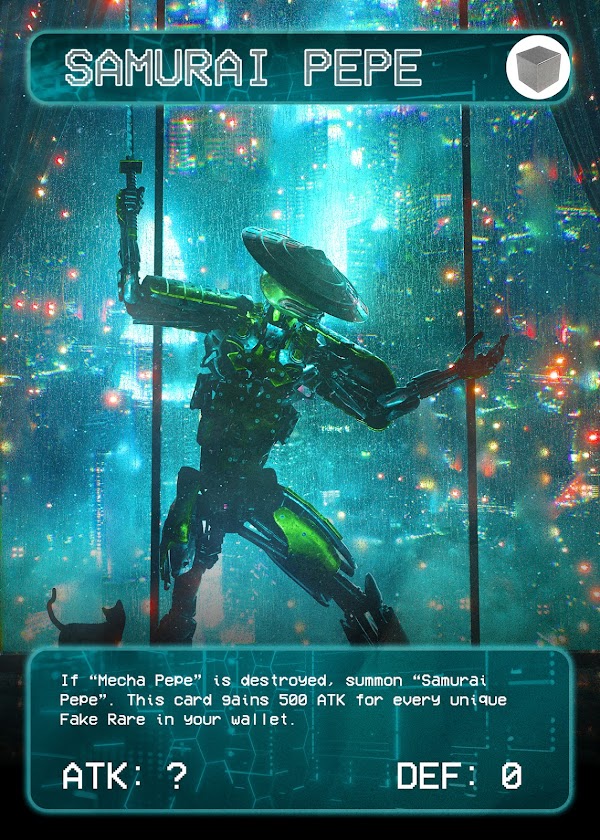 SAMURAI PEPE
If “Mecha Pepe” is destroyed, summon “Samurai
Pepe”. This card gains 500 ATK for every unique
Fake Rare in your wallet.
ATK: ? DEF: 0